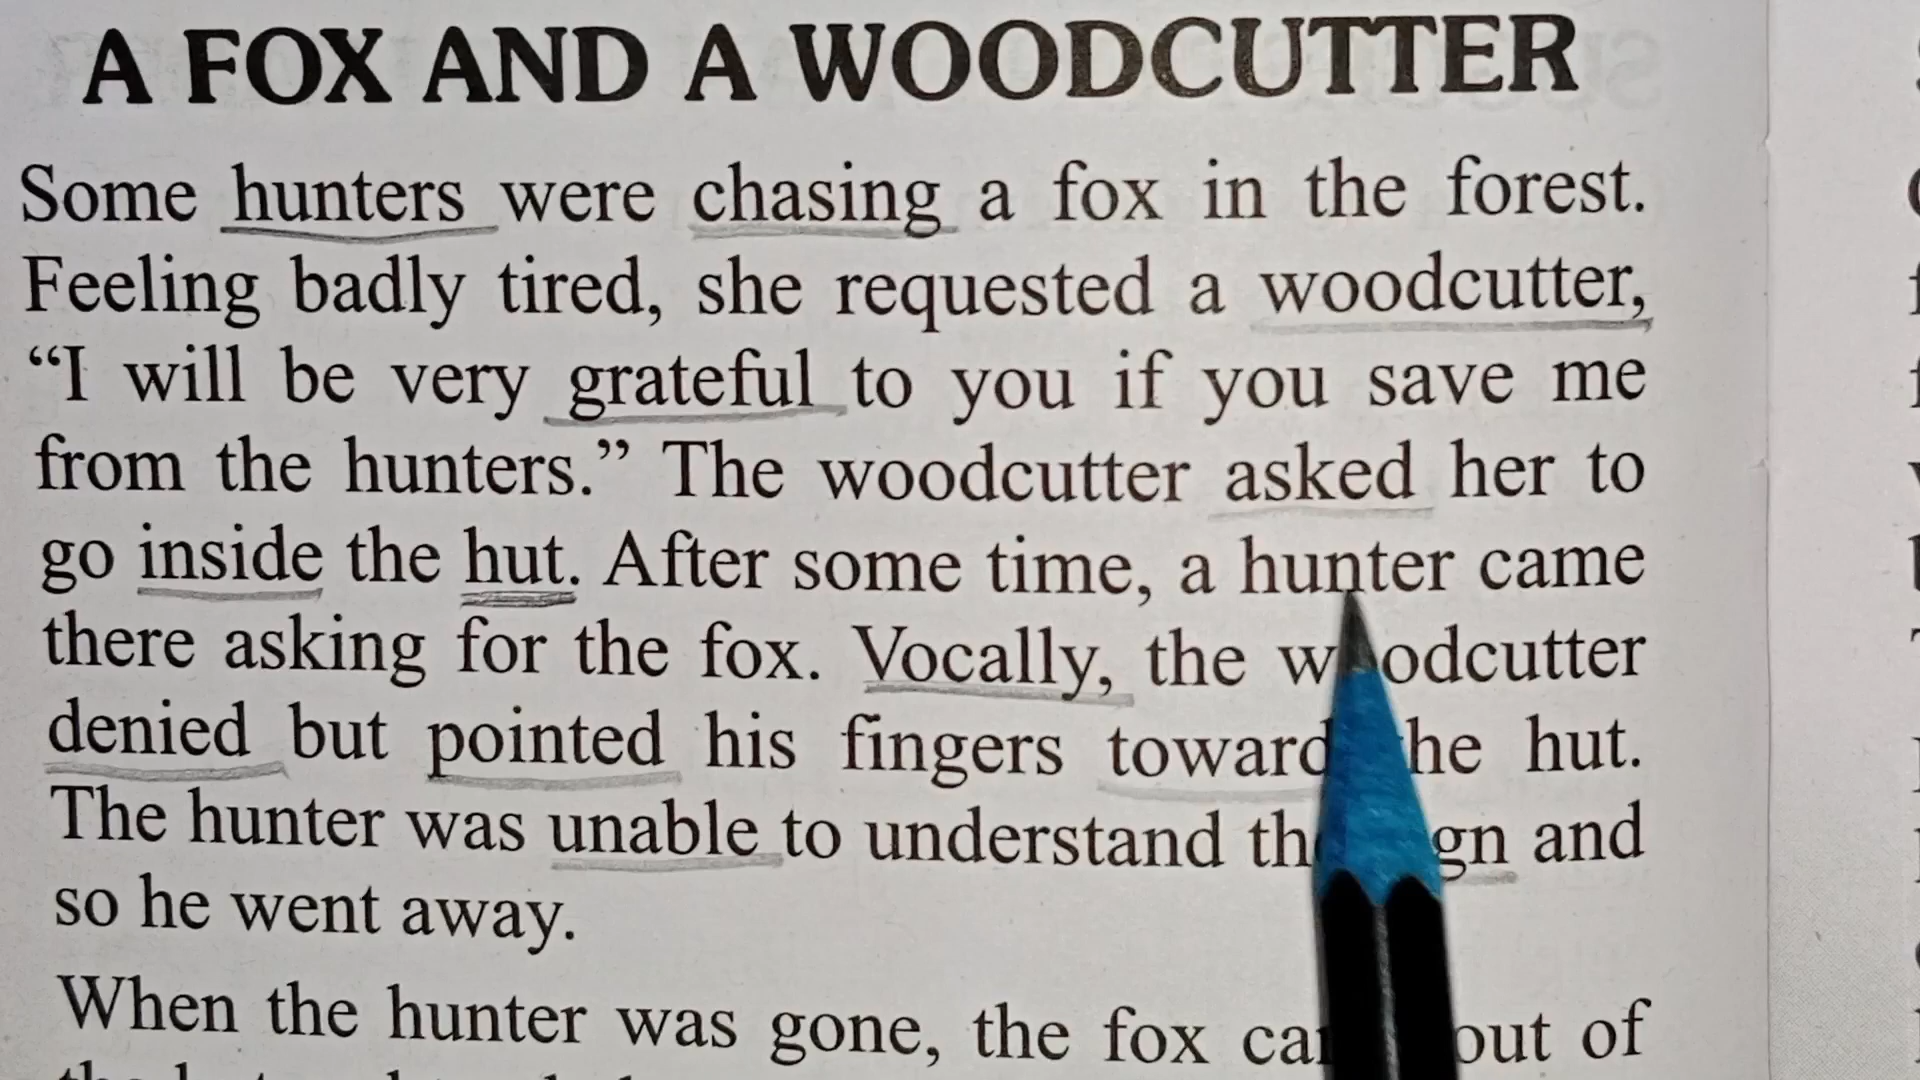 A FOX AND A WOODCUTTER
Some hunters were chasing a fox in the forest.
Feeling badly tired, she requested a woodcutter,
“I will be very grateful to you if you save me
from the hunters.” The woodcutter asked her to
go inside the hut. After some time, a hunter came
there asking for the fox. Vocally, the woodcutter
denied but pointed his fingers toward he hut.
The hunter was unable to understand and
so he went away.
When the hunter was gone, the fox out of